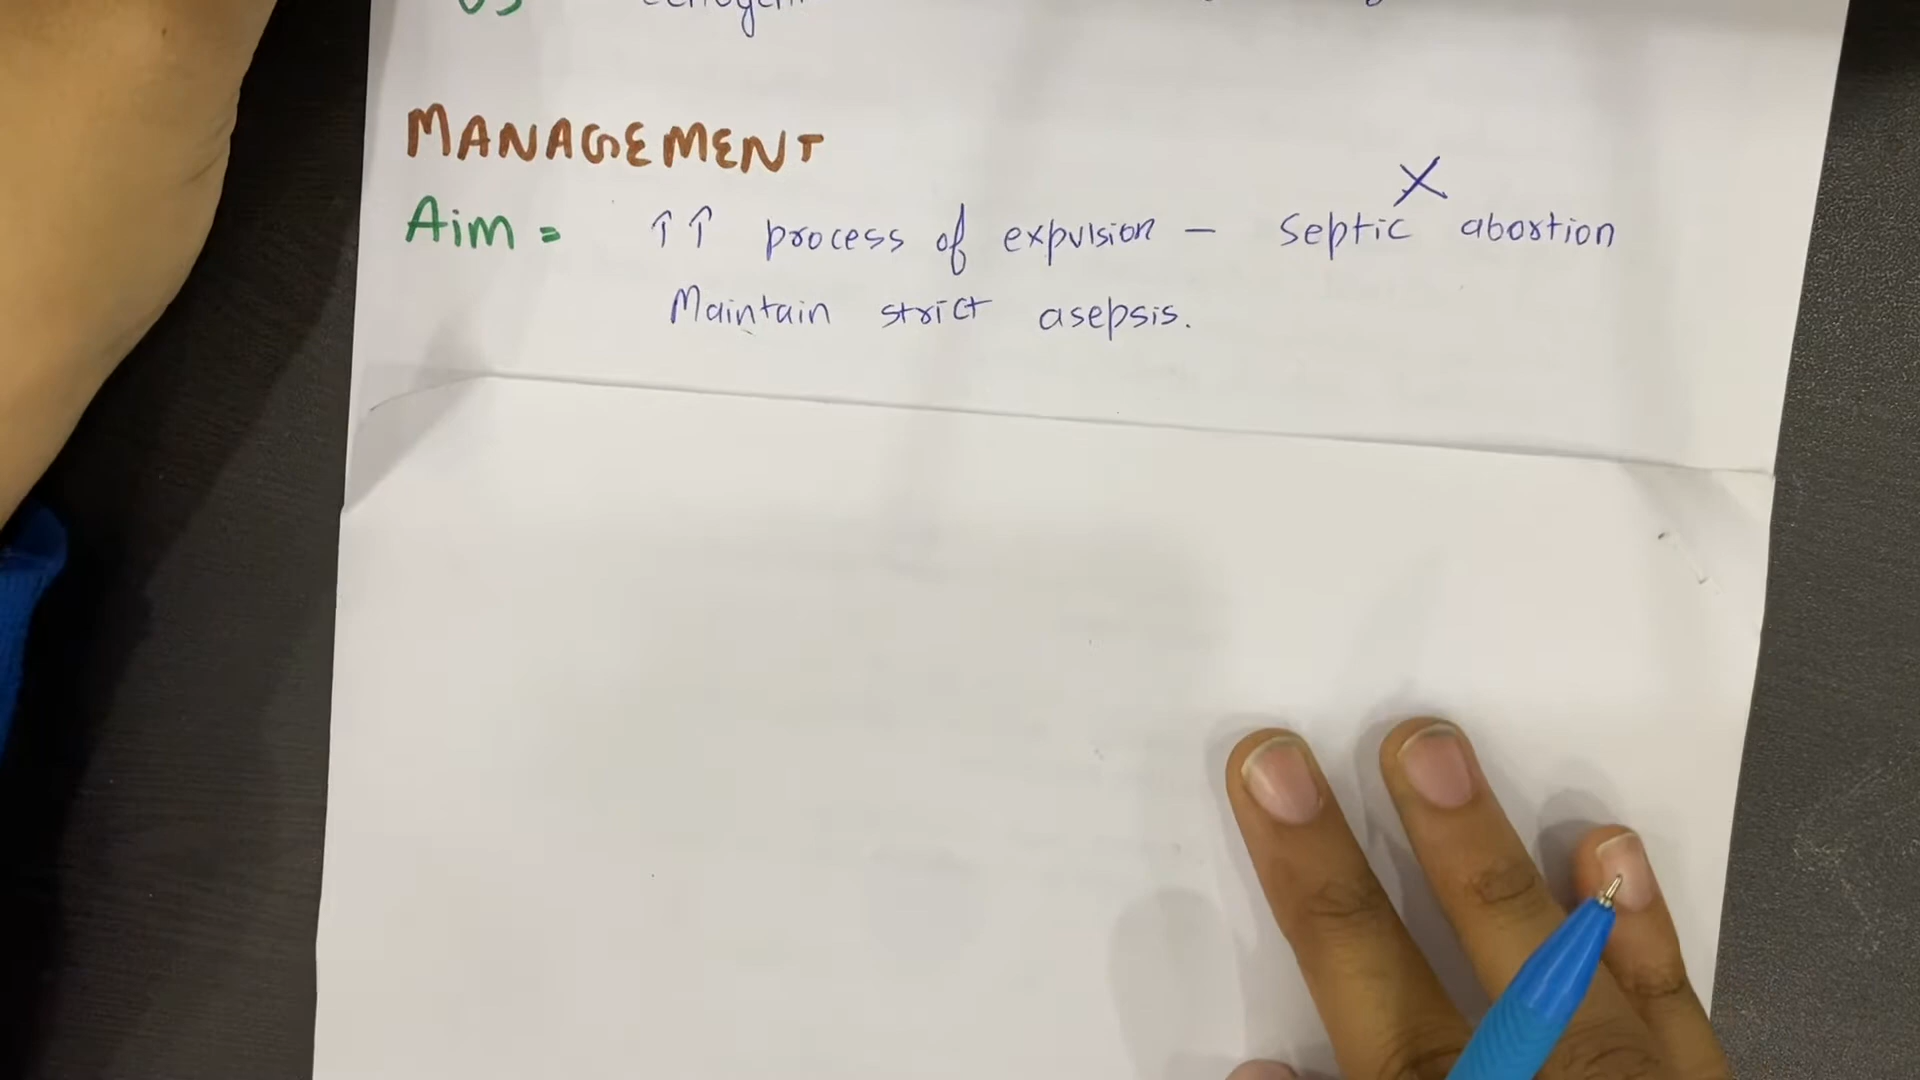 MANAGEMENT
X
Aim = ↑↑ process of expulsion – septic abortion
Maintain strict asepsis.